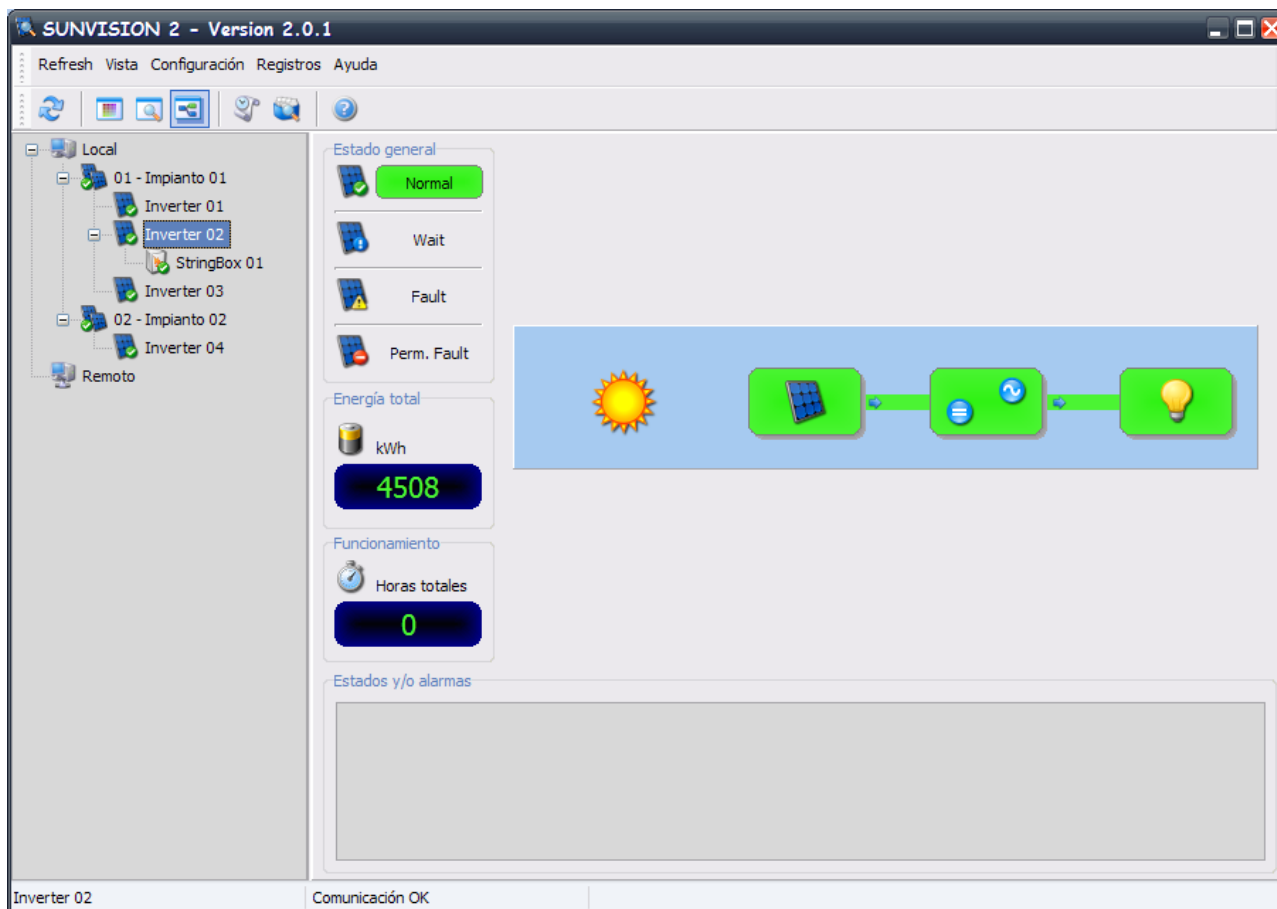 SUNVISION 2 - Version 2.0.1
Refresh Vista Configuración Registros Ayuda
Local
01 - Impianto 01
Inverter 01
Inverter 02
StringBox 01
Inverter 03
02 - Impianto 02
Inverter 04
Remoto
Estado general
Normal
Wait
Fault
Perm. Fault
Energía total
kWh
4508
Funcionamiento
Horas totales
0
Estados y/o alarmas
Inverter 02
Comunicación OK